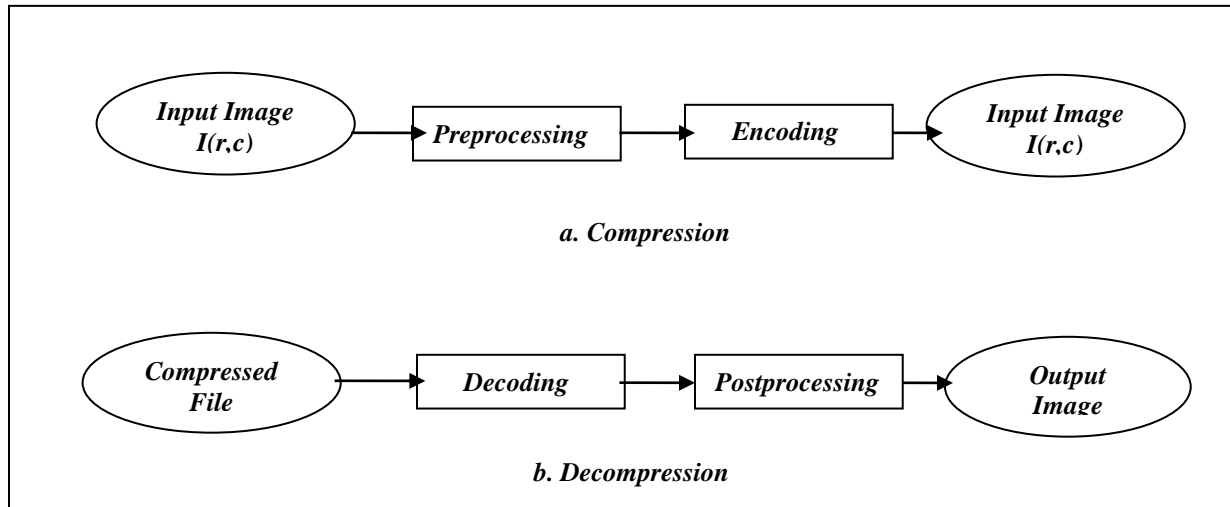 Input Image
I(r,c)
Preprocessing
Encoding
Input Image
I(r,c)
a. Compression
Compressed
File
Decoding
Postprocessing
Output
Image
b. Decompression